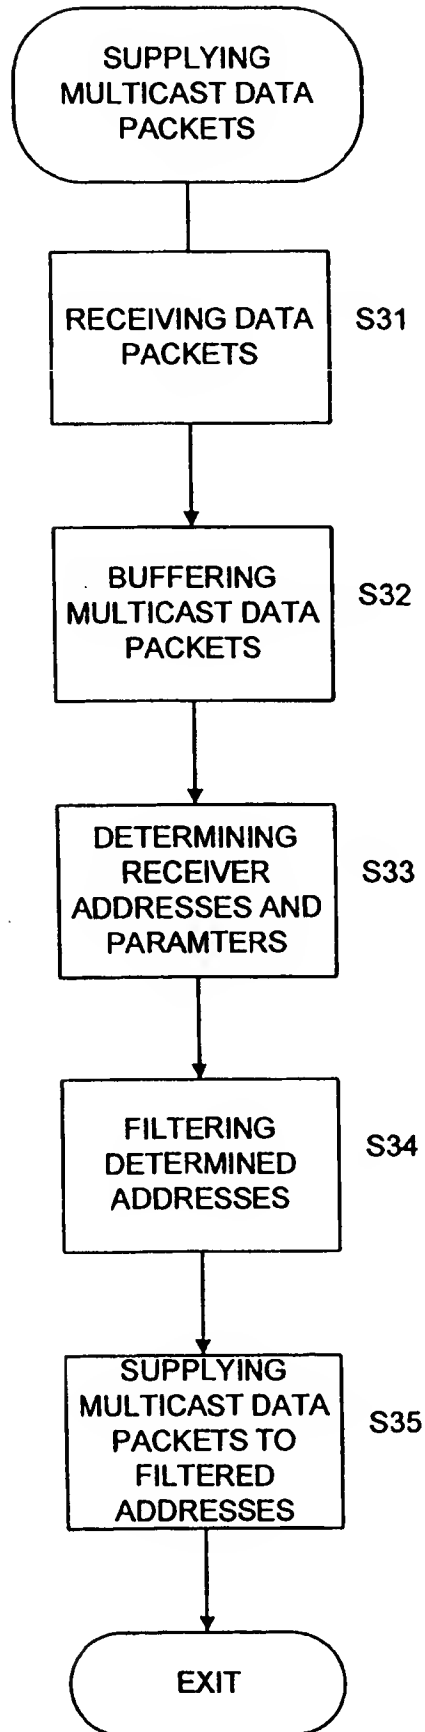 SUPPLYING
MULTICAST DATA
PACKETS
RECEIVING DATA
PACKETS
S31
BUFFERING
MULTICAST DATA
PACKETS
S32
DETERMINING
RECEIVER
ADDRESSES AND
PARAMTERS
S33
FILTERING
DETERMINED
ADDRESSES
S34
SUPPLYING
MULTICAST DATA
PACKETS TO
FILTERED
ADDRESSES
S35
EXIT